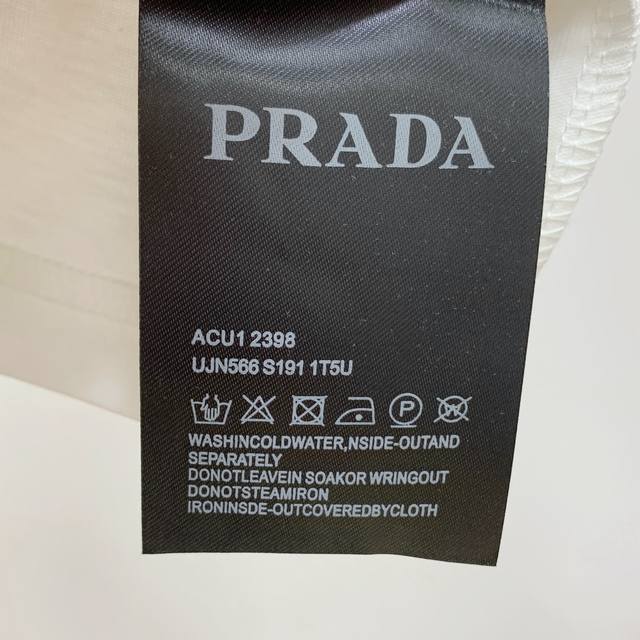 PRADA
ACU1 2398
UJN566 S191 1T5U
P
W
WASHINCOLDWATER,NSIDE-OUTAND
SEPARATELY
DONOTLEAVEIN SOAKOR WRINGOUT
DONOTSTEAMIRON
IRONINSDE-OUTCOVEREDBYCLOTH